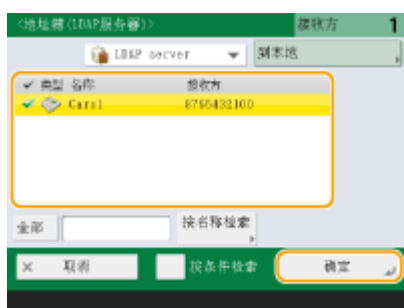 <地址簿(LDAP服务器)> 接收方 1
LDAP server 到本地
类型 名称 接收方
Carol 8765432100
全部 按名称检索
取消 按条件检索 确定